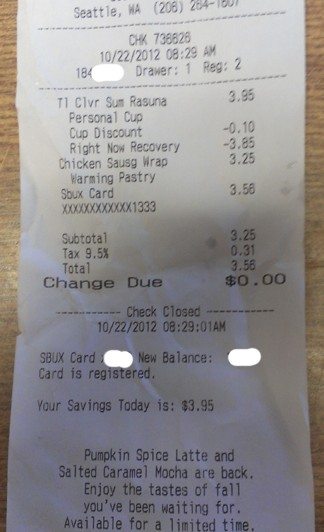 Seattle, WA (206) 264-1607
CHK 736626
10/22/2012 08:29 AM
184 Drawer: 1 Reg: 2
Tl Clvr Sum Rasuna 3.95
Personal Cup
Cup Discount -0.10
Right Now Recovery -3.85
Chicken Sausg Wrap 3.25
Warming Pastry
Sbux Card 3.56
XXXXXXXXXXXX1333
Subtotal 3.25
Tax 9.5% 0.31
Total 3.56
Change Due $0.00
------------ Check Closed ------------
10/22/2012 08:29:01AM
SBUX Card New Balance:
Card is registered.
Your Savings Today is: $3.95
Pumpkin Spice Latte and
Salted Caramel Mocha are back.
Enjoy the tastes of fall
you've been waiting for.
Available for a limited time.